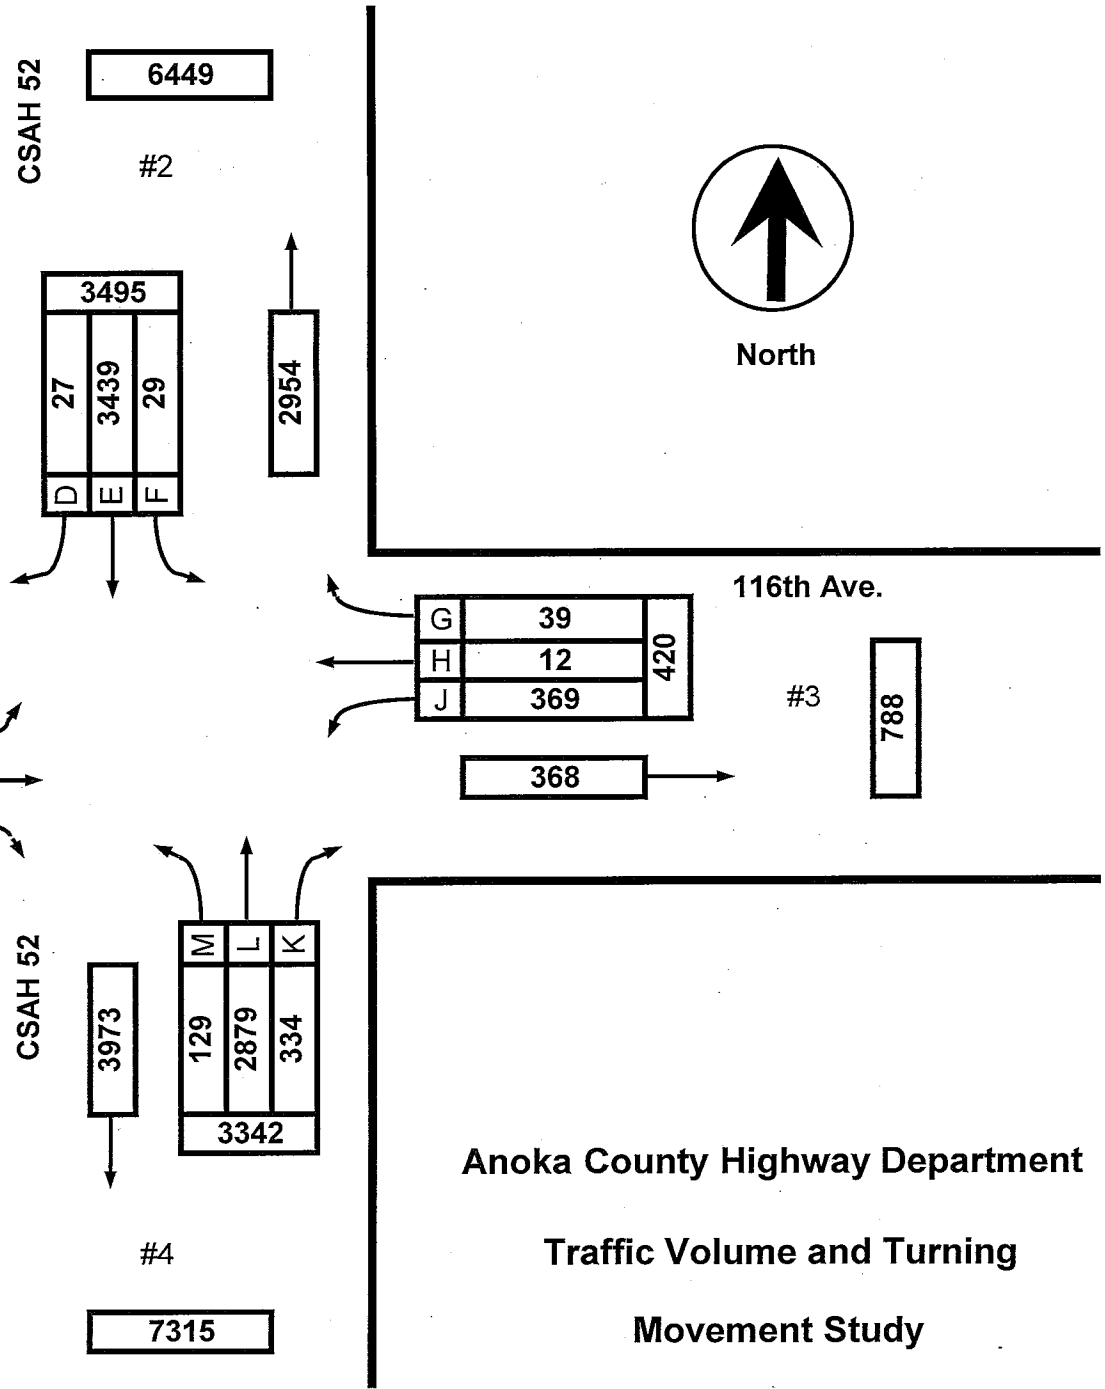 CSAH 52
6449
#2
3495
27
3439
29
D
E
F
2954
North
116th Ave.
G
39
H
12
J
369
420
#3
788
368
CSAH 52
3973
M
L
K
129
2879
334
3342
#4
7315
Anoka County Highway Department
Traffic Volume and Turning
Movement Study